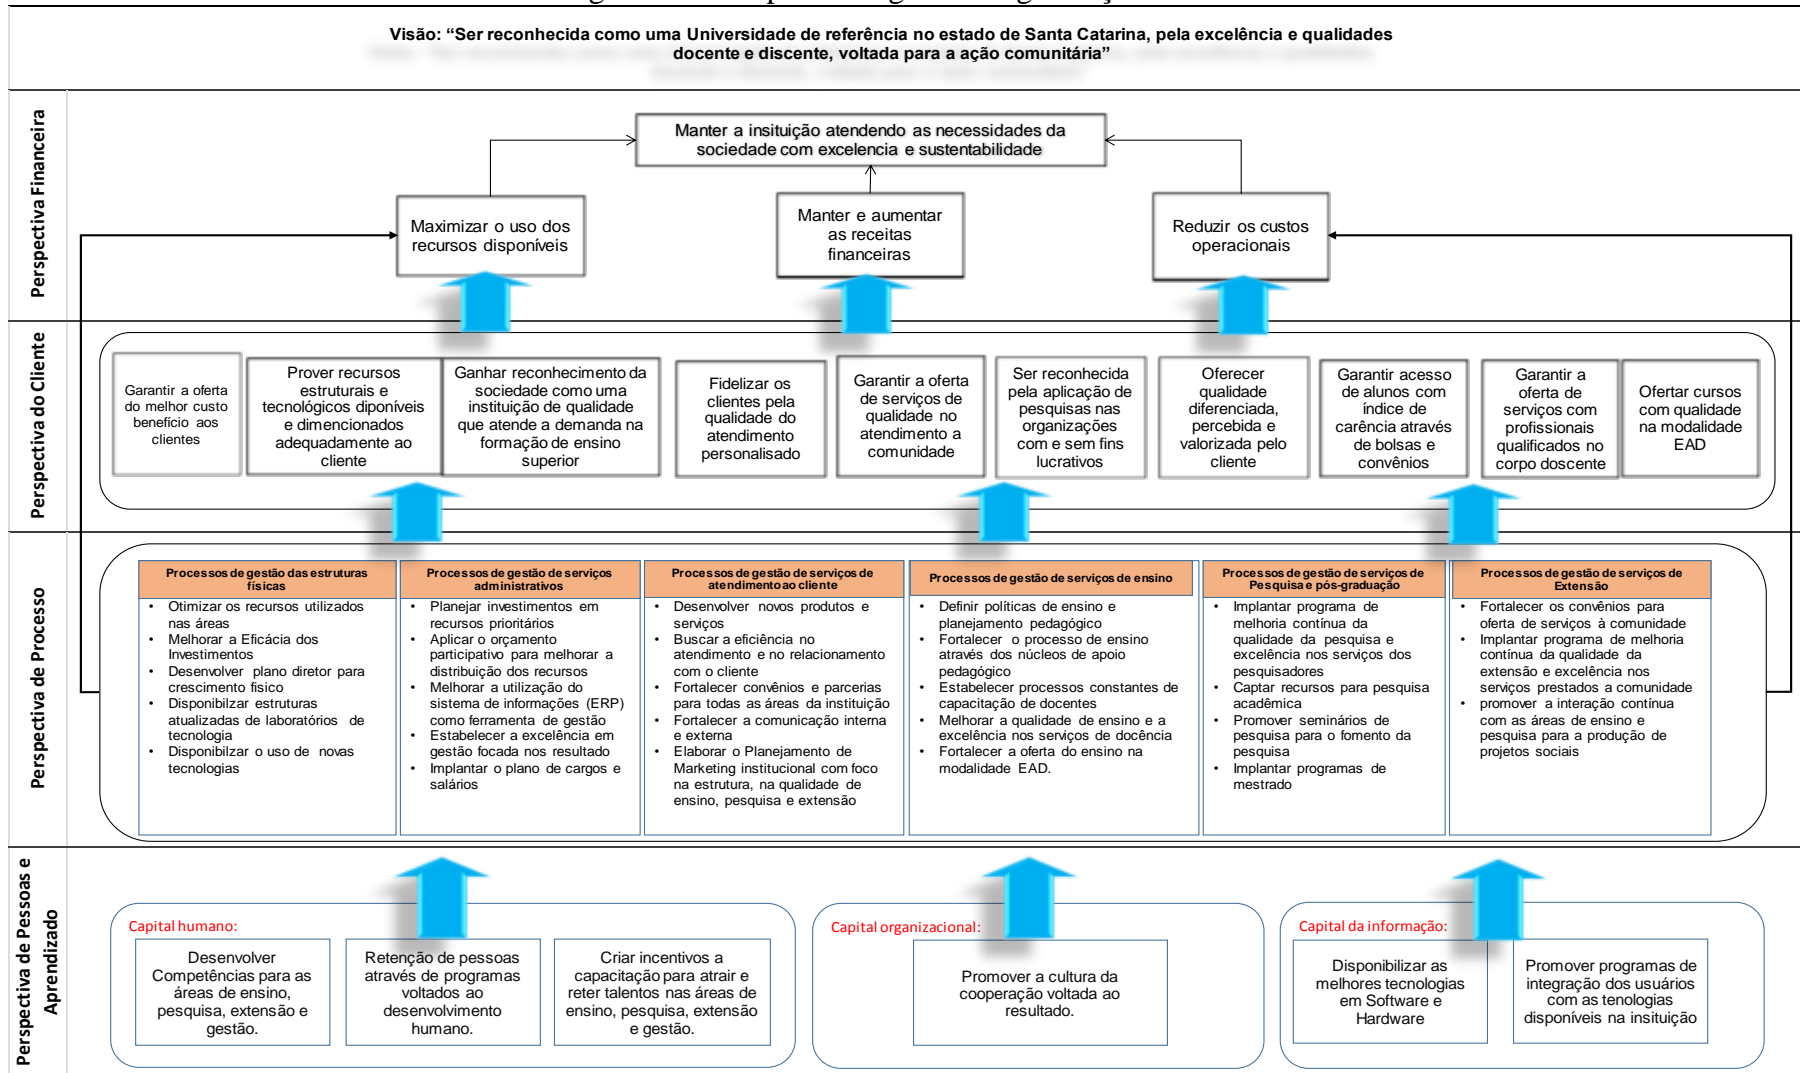 Visão: “Ser reconhecida como uma Universidade de referência no estado de Santa Catarina, pela excelência e qualidades
docente e discente, voltada para a ação comunitária”
Perspectiva Financeira
Manter a insituição atendendo as necessidades da
sociedade com excelencia e sustentabilidade
Maximizar o uso dos
recursos disponíveis
Manter e aumentar
as receitas
financeiras
Reduzir os custos
operacionais
Perspectiva do Cliente
Garantir a oferta
do melhor custo
benefício aos
clientes
Prover recursos
estruturais e
tecnológicos diponíveis
e dimencionados
adequadamente ao
cliente
Ganhar reconhecimento da
sociedade como uma
instituição de qualidade
que atende a demanda na
formação de ensino
superior
Fidelizar os
clientes pela
qualidade do
atendimento
personalisado
Garantir a oferta
de serviços de
qualidade no
atendimento a
comunidade
Ser reconhecida
pela aplicação de
pesquisas nas
organizações
com e sem fins
lucrativos
Oferecer
qualidade
diferenciada,
percebida e
valorizada pelo
cliente
Garantir acesso
de alunos com
índice de
carência através
de bolsas e
convênios
Garantir a
oferta de
serviços com
profissionais
qualificados no
corpo doscente
Ofertar cursos
com qualidade
na modalidade
EAD
Perspectiva de Processo
Processos de gestão das estruturas
físicas
• Otimizar os recursos utilizados
nas áreas
• Melhorar a Eficácia dos
Investimentos
• Desenvolver plano diretor para
crescimento fisico
• Disponibilzar estruturas
atualizadas de laboratórios de
tecnologia
• Disponibilzar o uso de novas
tecnologias
Processos de gestão de serviços
administrativos
• Planejar investimentos em
recursos prioritários
• Aplicar o orçamento
participativo para melhorar a
distribuição dos recursos
• Melhorar a utilização do
sistema de informações (ERP)
como ferramenta de gestão
• Estabelecer a excelência em
gestão focada nos resultado
• Implantar o plano de cargos e
salários
Processos de gestão de serviços de
atendimento ao cliente
• Desenvolver novos produtos e
serviços
• Buscar a eficiência no
atendimento e no relacionamento
com o cliente
• Fortalecer convênios e parcerias
para todas as áreas da instituição
• Fortalecer a comunicação interna
e externa
• Elaborar o Planejamento de
Marketing institucional com foco
na estrutura, na qualidade de
ensino, pesquisa e extensão
Processos de gestão de serviços de ensino
• Definir políticas de ensino e
planejamento pedagógico
• Fortalecer o processo de ensino
através dos núcleos de apoio
pedagógico
• Estabelecer processos constantes de
capacitação de docentes
• Melhorar a qualidade de ensino e a
excelência nos serviços de docência
• Fortalecer a oferta do ensino na
modalidade EAD.
Processos de gestão de serviços de
Pesquisa e pós-graduação
• Implantar programa de
melhoria contínua da
qualidade da pesquisa e
excelência nos serviços dos
pesquisadores
• Captar recursos para pesquisa
acadêmica
• Promover seminários de
pesquisa para o fomento da
pesquisa
• Implantar programas de
mestrado
Processos de gestão de serviços de
Extensão
• Fortalecer os convênios para
oferta de serviços à comunidade
• Implantar programa de melhoria
contínua da qualidade da
extensão e excelência nos
serviços prestados a comunidade
• promover a interação contínua
com as áreas de ensino e
pesquisa para a produção de
projetos sociais
Perspectiva de Pessoas e
Aprendizado
Capital humano:
Desenvolver
Competências para as
áreas de ensino,
pesquisa, extensão e
gestão.
Retenção de pessoas
através de programas
voltados ao
desenvolvimento
humano.
Criar incentivos a
capacitação para atrair e
reter talentos nas áreas de
ensino, pesquisa, extensão
e gestão.
Capital organizacional:
Promover a cultura da
cooperação voltada ao
resultado.
Capital da informação:
Disponibilizar as
melhores tecnologias
em Software e
Hardware
Promover programas de
integração dos usuários
com as tenologias
disponíveis na insituição